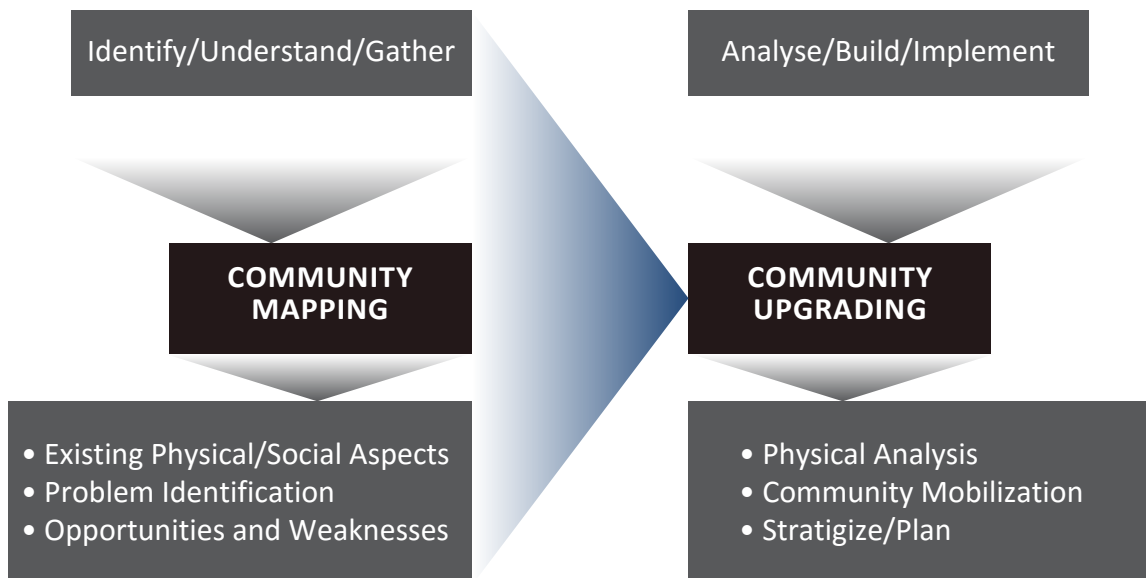 Identify/Understand/Gather
COMMUNITY
MAPPING
• Existing Physical/Social Aspects
• Problem Identification
• Opportunities and Weaknesses
Analyse/Build/Implement
COMMUNITY
UPGRADING
• Physical Analysis
• Community Mobilization
• Stratigize/Plan